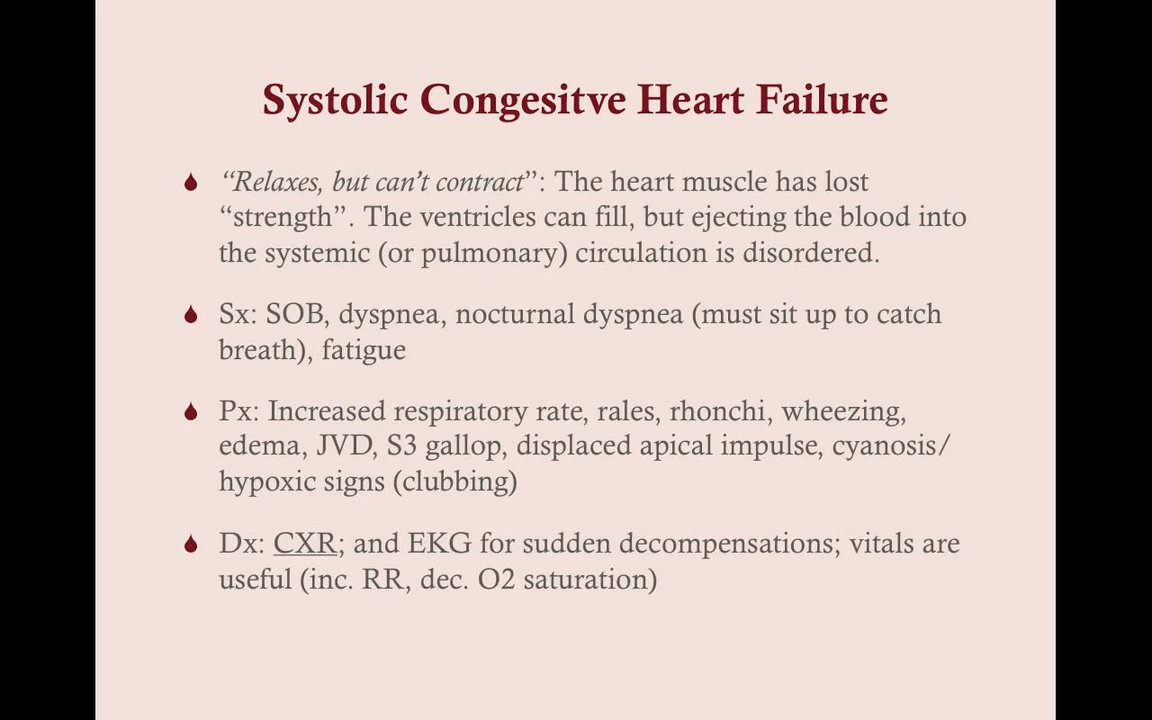 Systolic Congesitve Heart Failure
“Relaxes, but can’t contract”: The heart muscle has lost
“strength”. The ventricles can fill, but ejecting the blood into
the systemic (or pulmonary) circulation is disordered.
Sx: SOB, dyspnea, nocturnal dyspnea (must sit up to catch
breath), fatigue
Px: Increased respiratory rate, rales, rhonchi, wheezing,
edema, JVD, S3 gallop, displaced apical impulse, cyanosis/
hypoxic signs (clubbing)
Dx: CXR; and EKG for sudden decompensations; vitals are
useful (inc. RR, dec. O2 saturation)